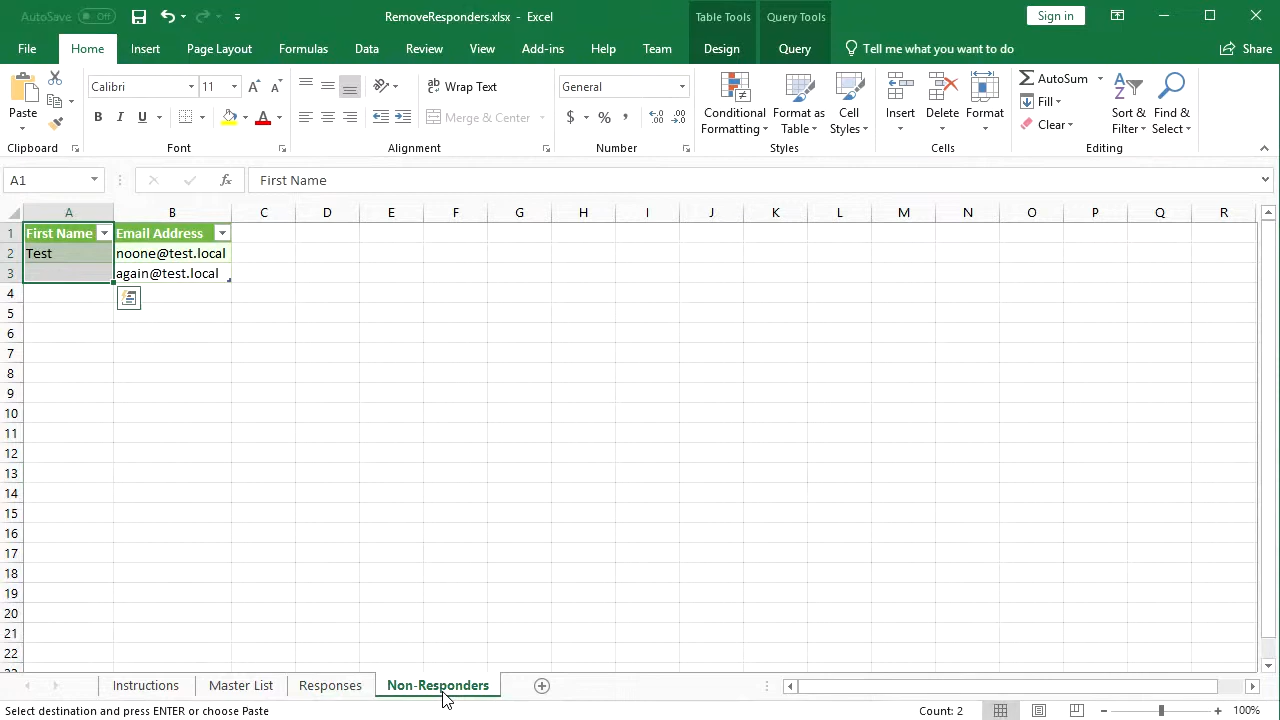 AutoSave Off
RemoveResponders.xlsx - Excel
Table Tools Query Tools
Sign in
File Home Insert Page Layout Formulas Data Review View Add-ins Help Team Design Query Tell me what you want to do Share
Paste
Clipboard
Calibri 11
B I U A
Font
ab Wrap Text
Merge & Center
Alignment
General
$ % ,
Number
Conditional Formatting
Format as Table
Cell Styles
Styles
Insert Delete Format
Cells
AutoSum
Fill
Clear
Sort & Filter
Find & Select
Editing
A1 fx First Name
A B C D E F G H I J K L M N O P Q R
1 First Name Email Address
2 Test noone@test.local
3 again@test.local
4
5
6
7
8
9
10
11
12
13
14
15
16
17
18
19
20
21
22
Instructions Master List Responses Non-Responders
Select destination and press ENTER or choose Paste Count: 2 100%